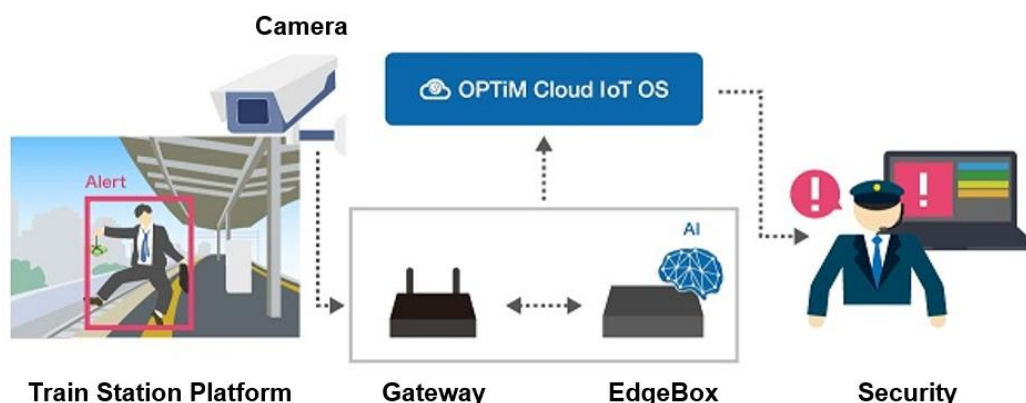 Camera
OPTiM Cloud IoT OS
Alert
!
!
AI
Train Station Platform
Gateway
EdgeBox
Security